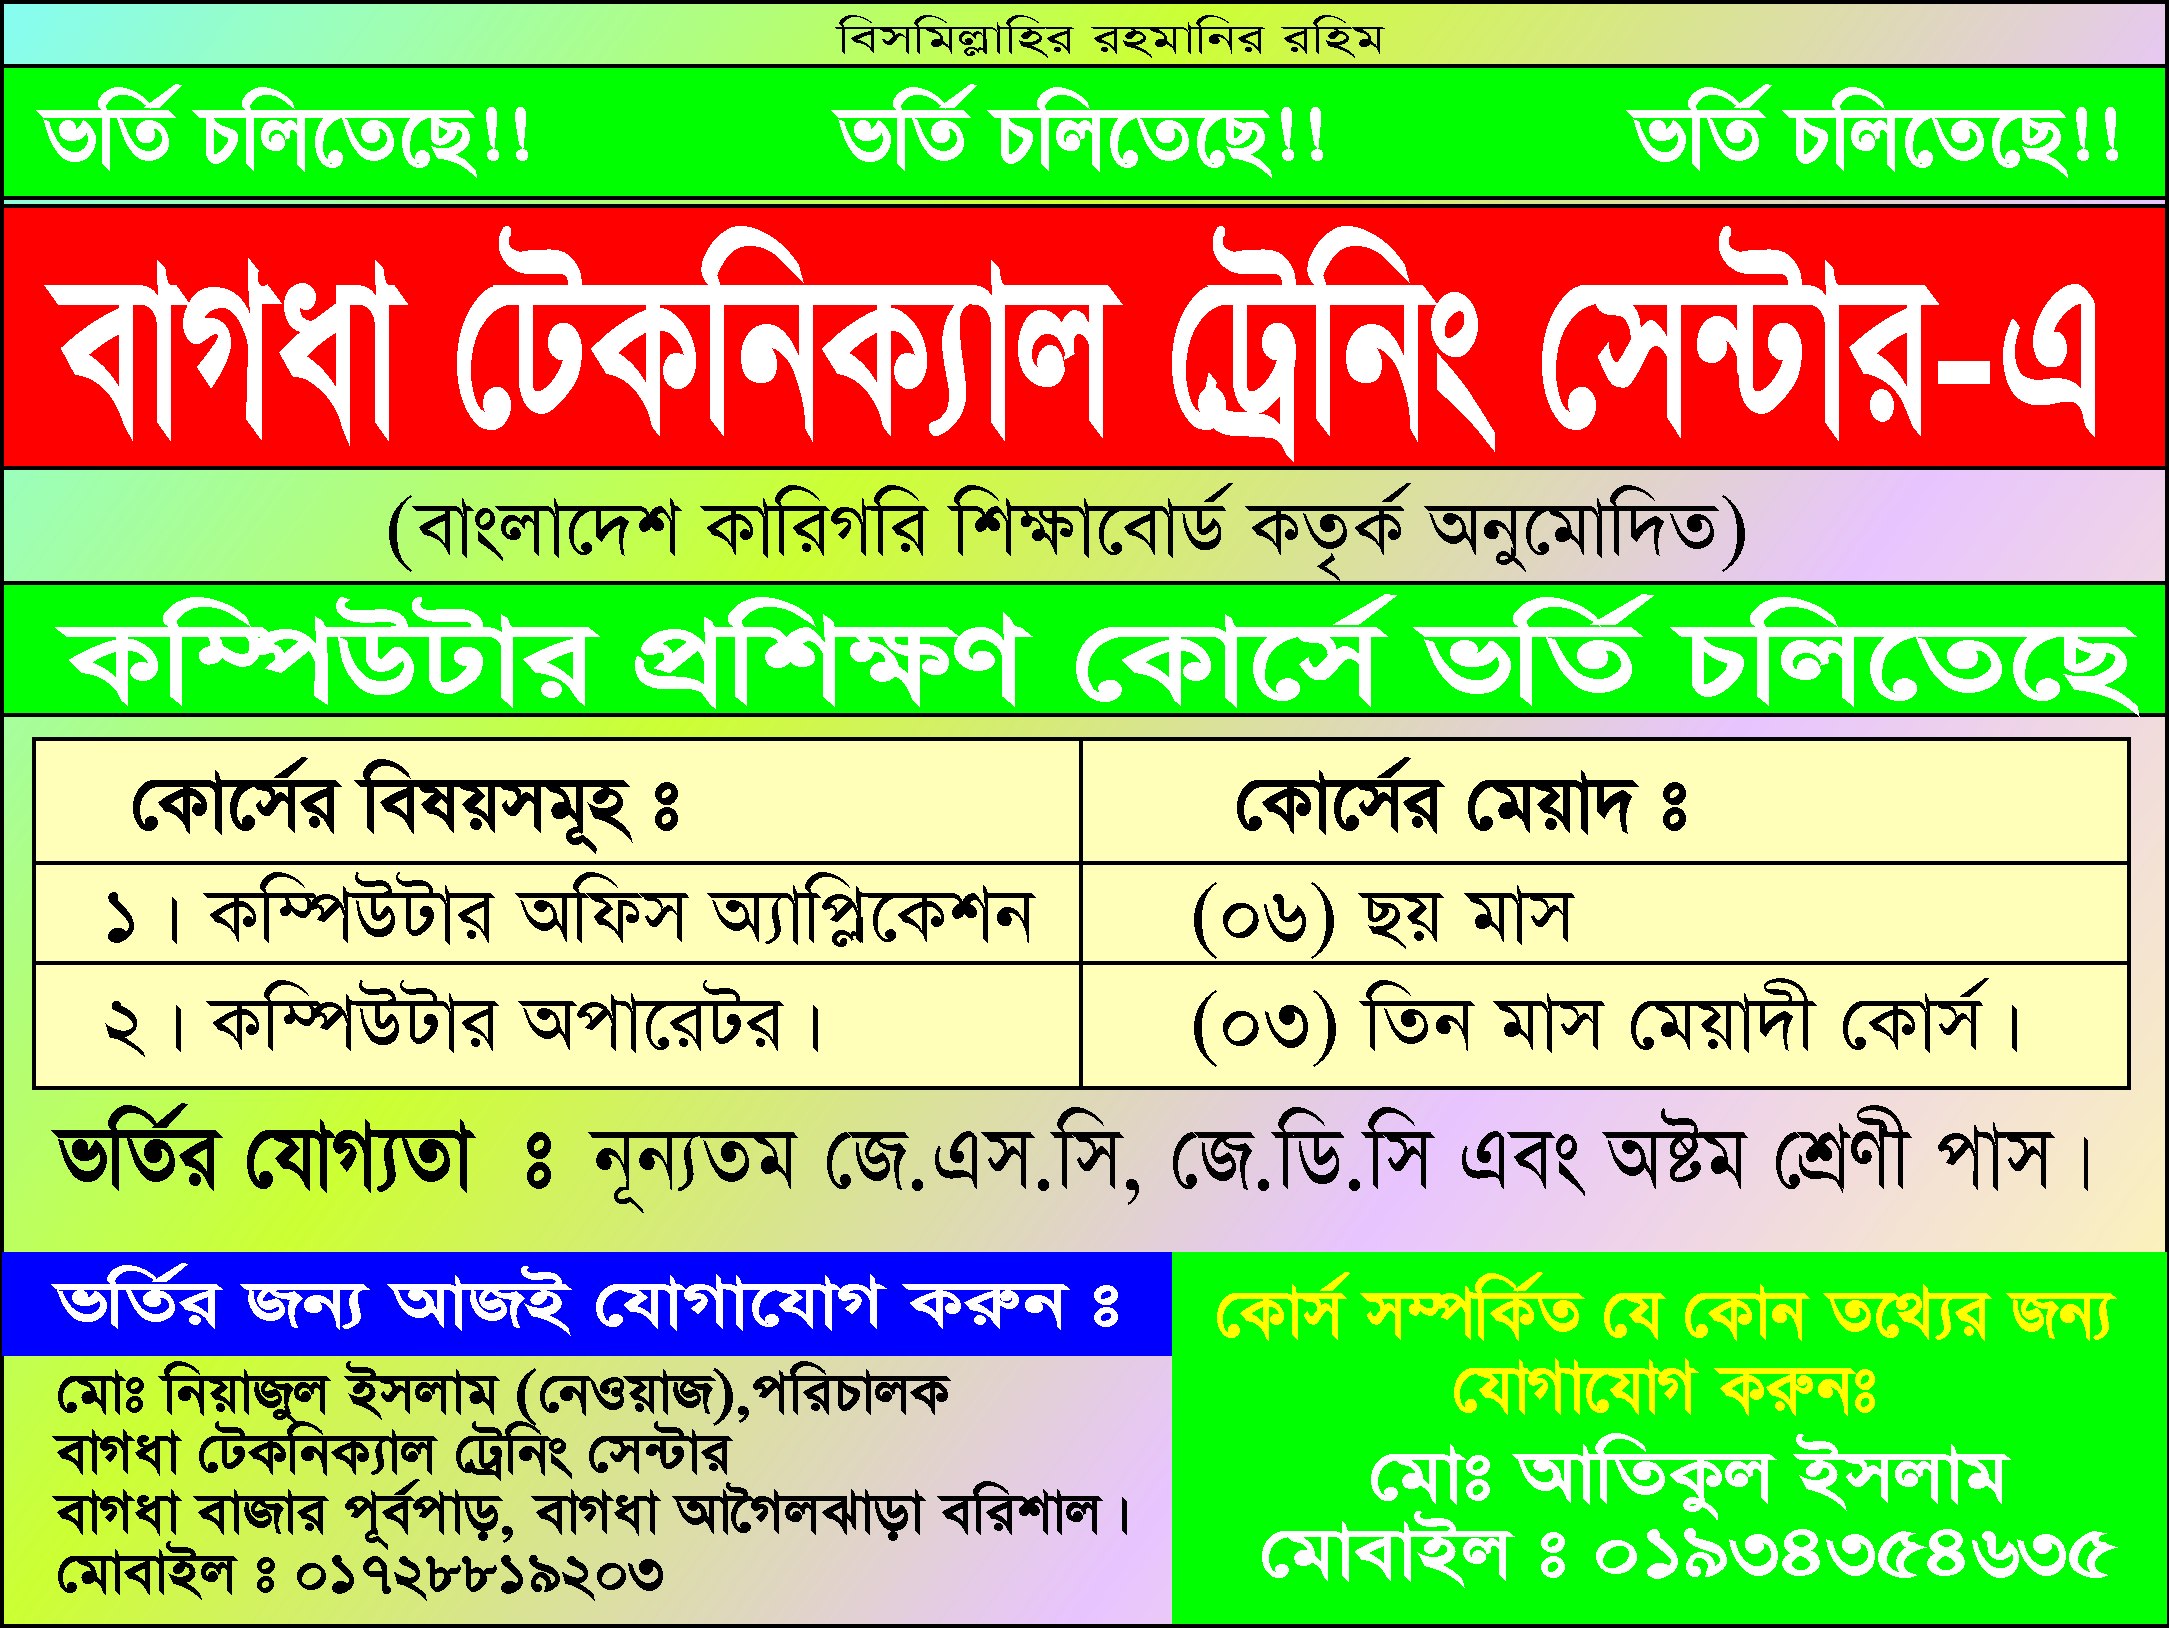 বিসমিল্লাহির রহমানির রহিম
ভর্তি চলিতেছে!! ভর্তি চলিতেছে!! ভর্তি চলিতেছে!!
বাগধা টেকনিক্যাল ট্রেনিং সেন্টার-এ
(বাংলাদেশ কারিগরি শিক্ষাবোর্ড কর্তৃক অনুমোদিত)
কম্পিউটার প্রশিক্ষণ কোর্সে ভর্তি চলিতেছে
কোর্সের বিষয়সমূহ ঃ কোর্সের মেয়াদ ঃ
১। কম্পিউটার অফিস অ্যাপ্লিকেশন (০৬) ছয় মাস
২। কম্পিউটার অপারেটর। (০৩) তিন মাস মেয়াদী কোর্স।
ভর্তির যোগ্যতা ঃ নূন্যতম জে.এস.সি, জে.ডি.সি এবং অষ্টম শ্রেণী পাস।
ভর্তির জন্য আজই যোগাযোগ করুন ঃ
মোঃ নিয়াজুল ইসলাম (নেওয়াজ),পরিচালক
বাগধা টেকনিক্যাল ট্রেনিং সেন্টার
বাগধা বাজার পূর্বপাড়, বাগধা আগৈলঝাড়া বরিশাল।
মোবাইল ঃ ০১৭২৮৮১৯২০৩
কোর্স সম্পর্কিত যে কোন তথ্যের জন্য
যোগাযোগ করুনঃ
মোঃ আতিকুল ইসলাম
মোবাইল ঃ ০১৯৩৪৩৫৪৬৩৫